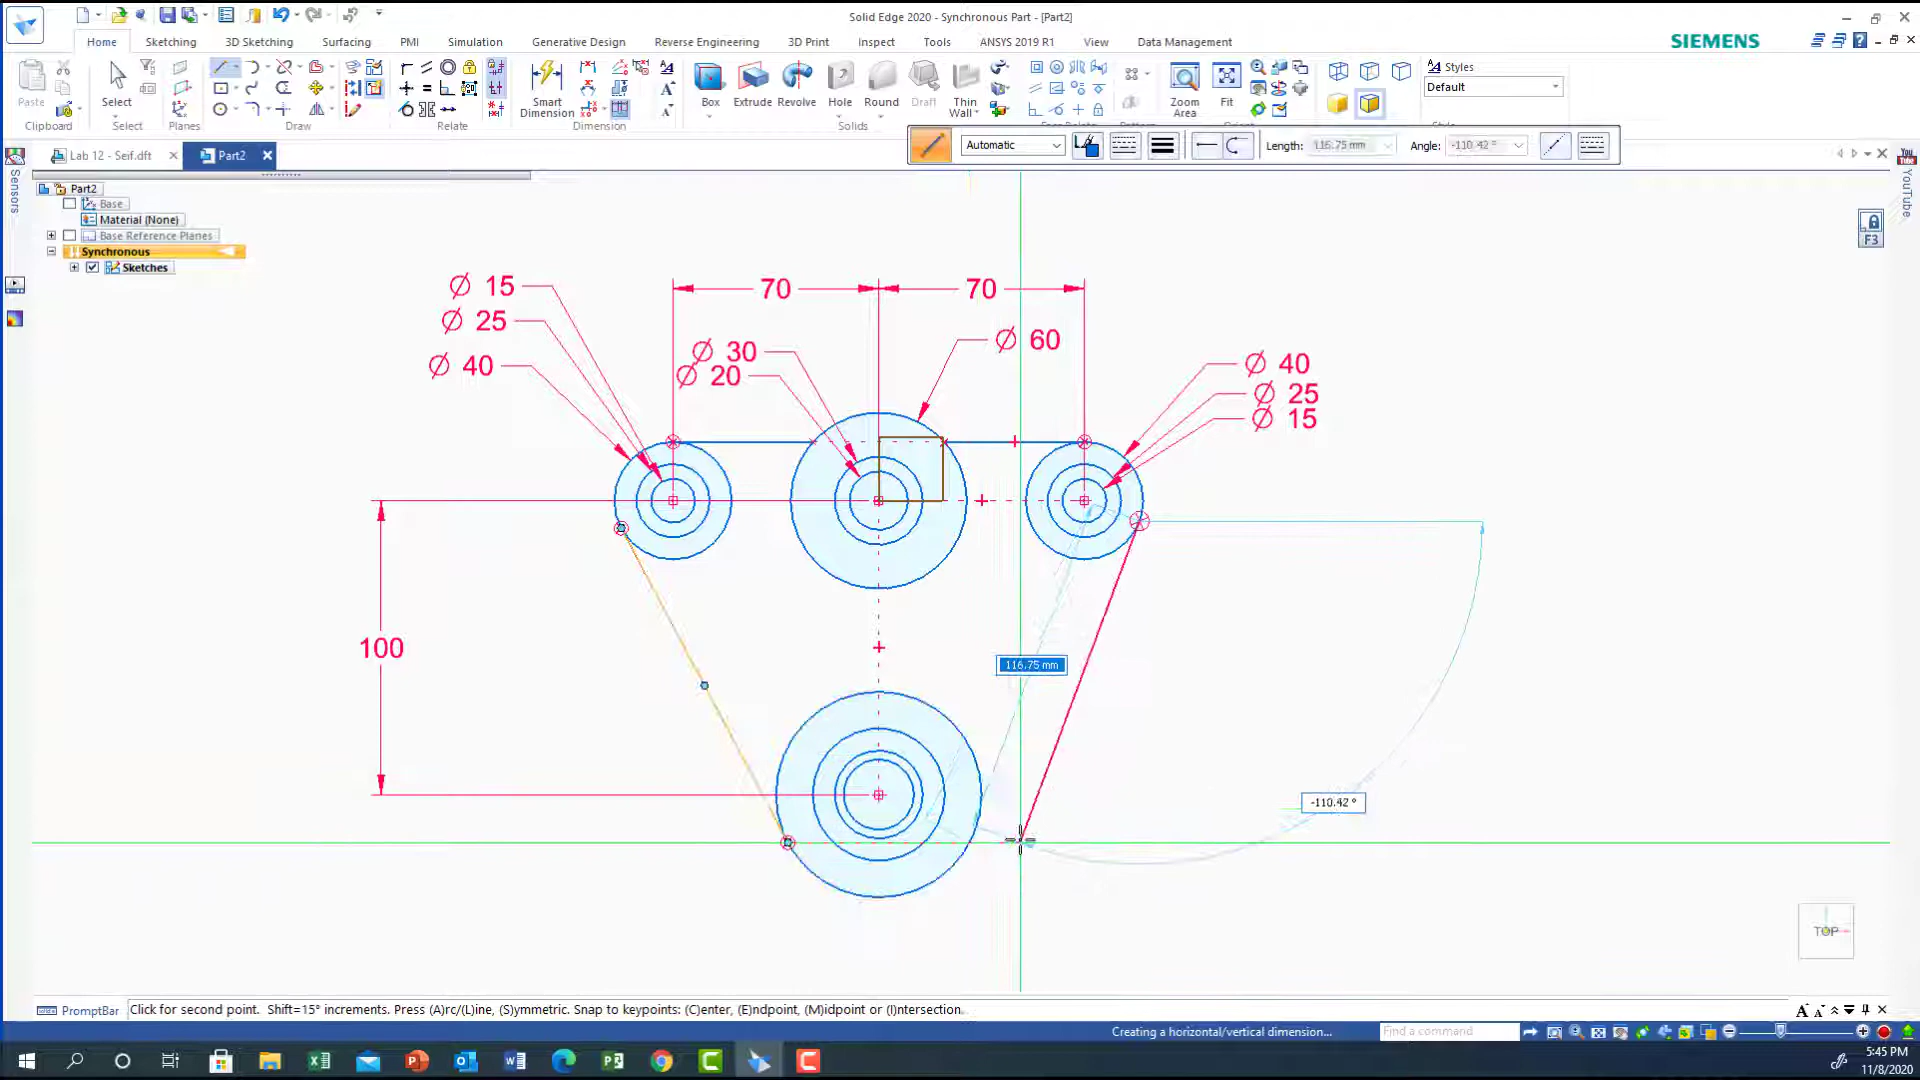 Solid Edge 2020 - Synchronous Part - [Part2]
Home Sketching 3D Sketching Surfacing PMI Simulation Generative Design Reverse Engineering 3D Print Inspect Tools ANSYS 2019 R1 View Data Management
SIEMENS
Paste
Clipboard
Select
Select
Planes
Draw
Relate
Smart Dimension
Dimension
Box
Extrude
Revolve
Hole
Round
Draft
Thin Wall
Solids
Zoom Area
Fit
Styles
Default
Automatic
Length: 116.75 mm
Angle: -110.42 °
Lab 12 - Seif.dft
Part2
Sensors
YouTube
F3
Part2
Base
Material (None)
Base Reference Planes
Synchronous
Sketches
70 70
Ø 15
Ø 25
Ø 40
Ø 30
Ø 20
Ø 60
Ø 40
Ø 25
Ø 15
100
116.75 mm
-110.42 °
TOP
PromptBar
Click for second point. Shift=15° increments. Press (A)rc/(L)ine, (S)ymmetric. Snap to keypoints: (C)enter, (E)ndpoint, (M)idpoint or (I)ntersection.
Creating a horizontal/vertical dimension...
Find a command
5:45 PM
11/8/2020